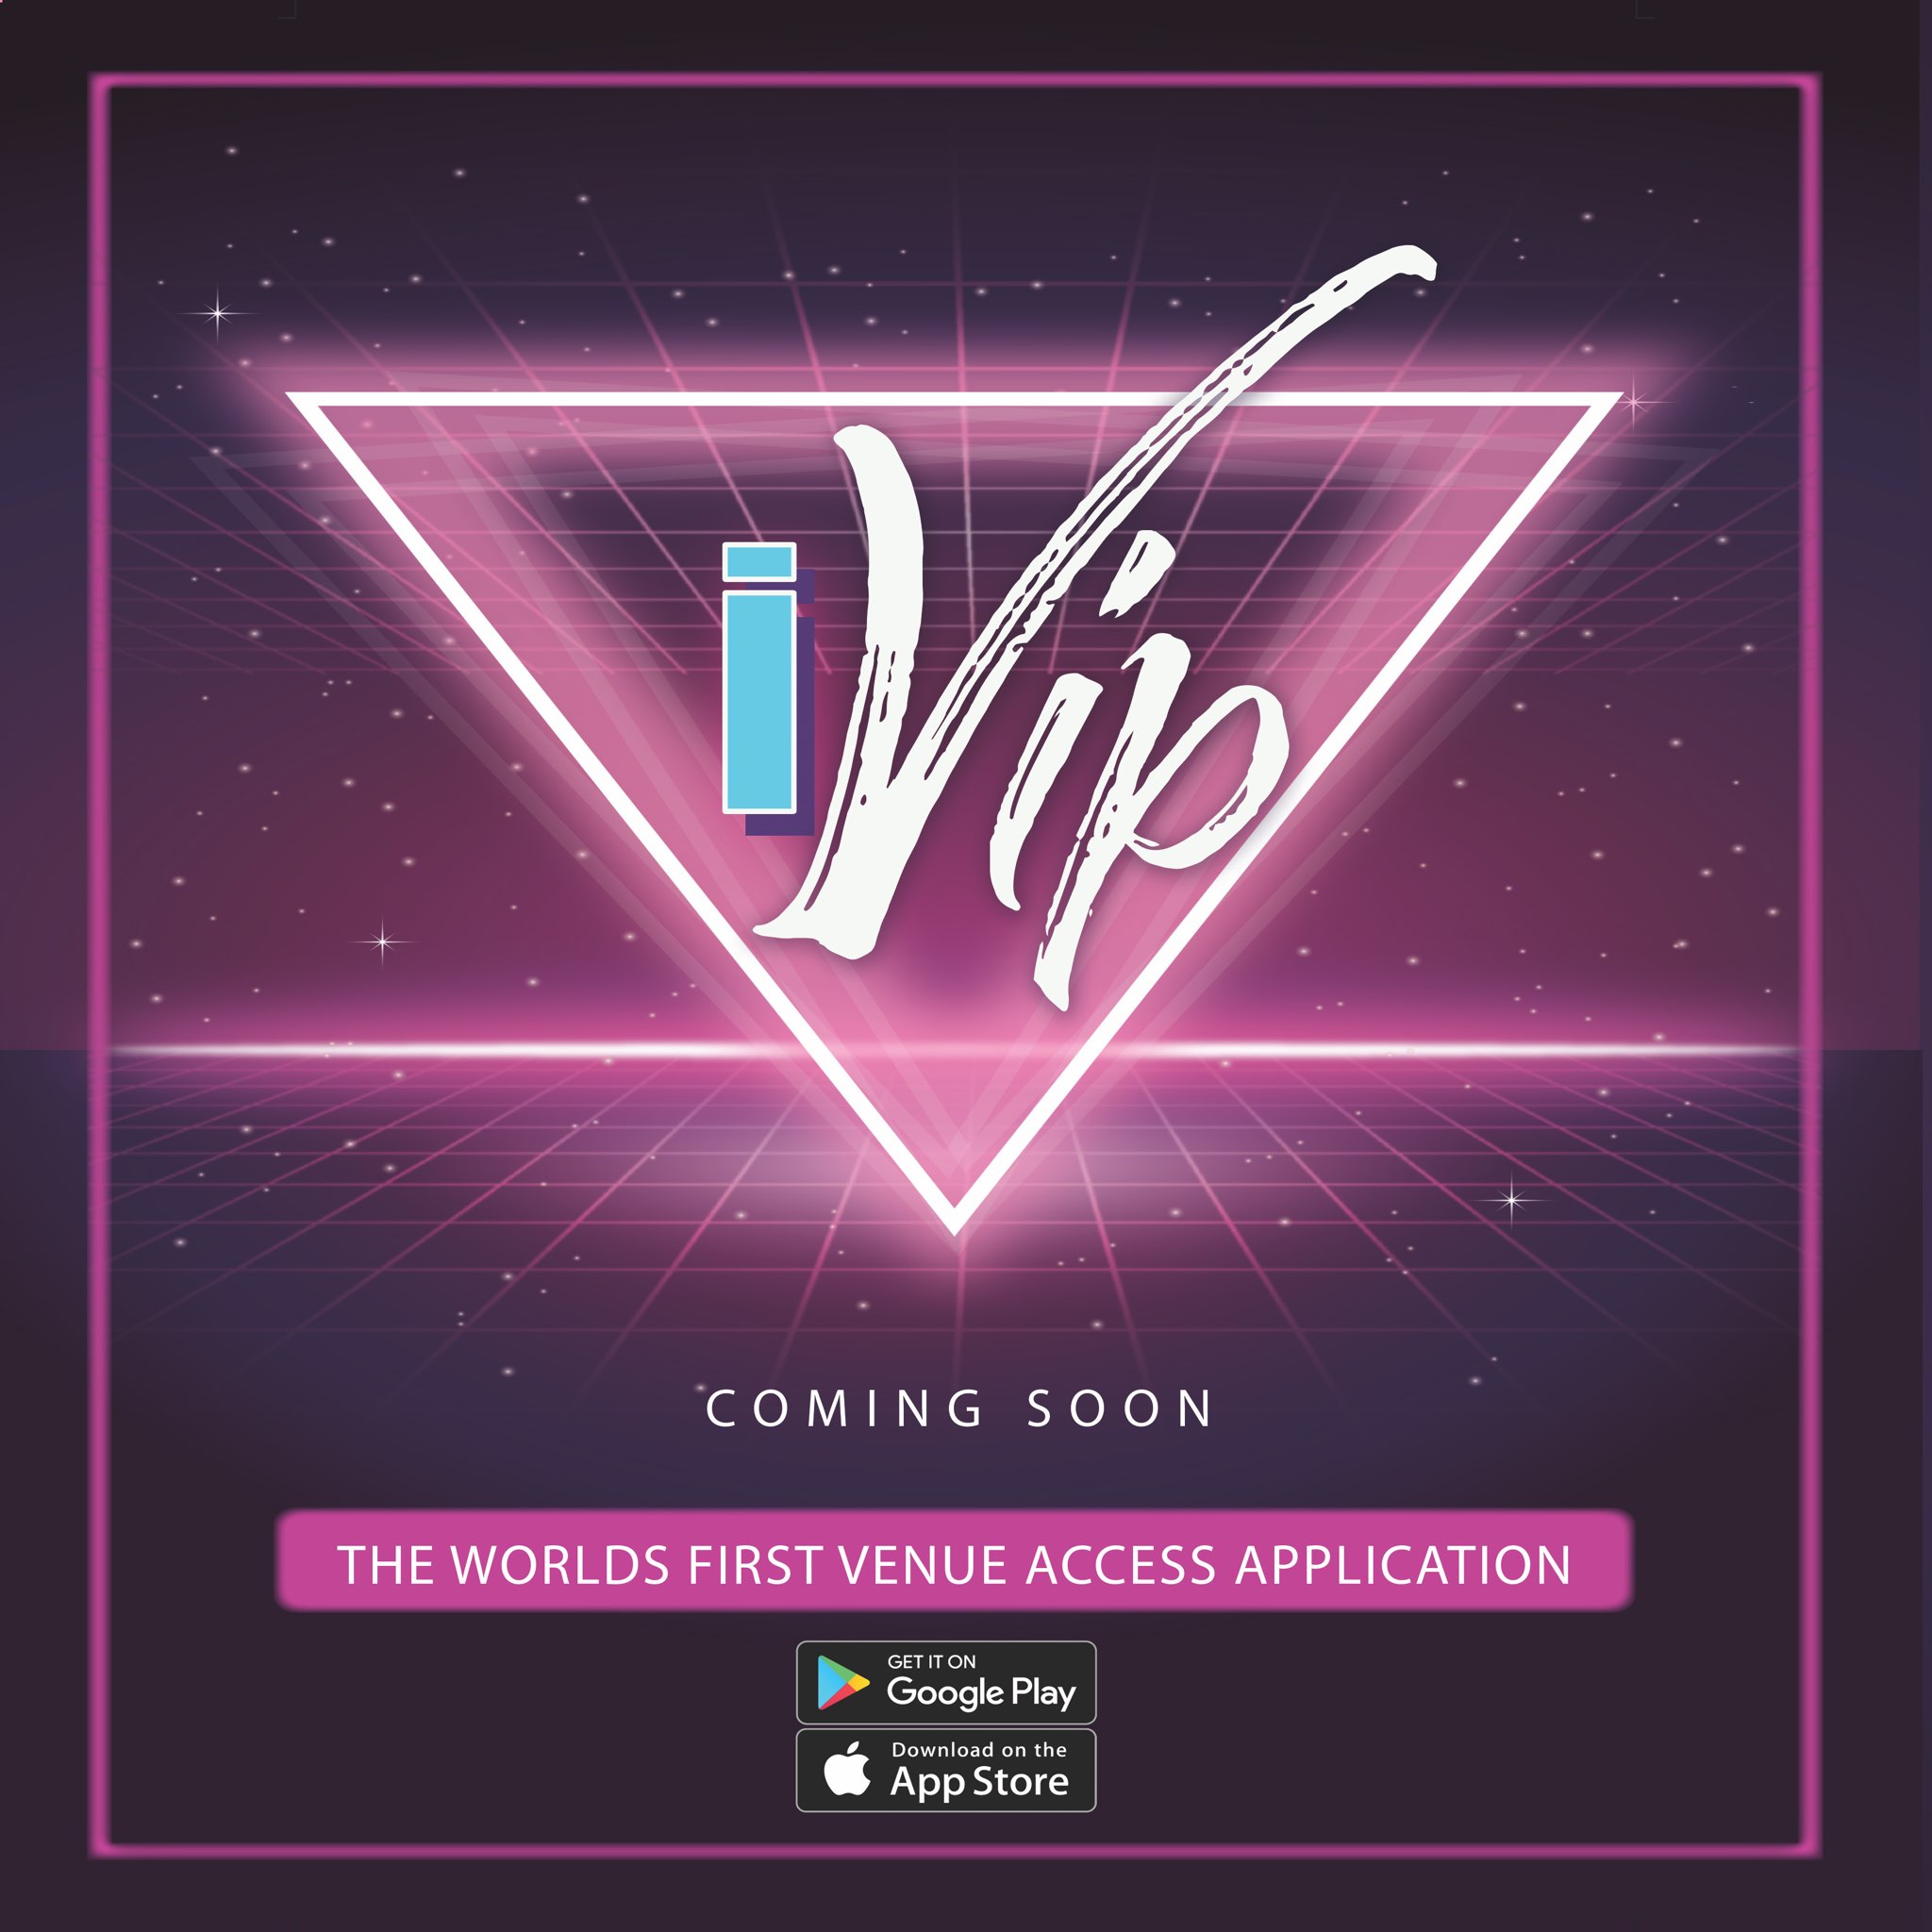 iVip
COMING SOON
THE WORLDS FIRST VENUE ACCESS APPLICATION
GET IT ON
Google Play
Download on the
App Store